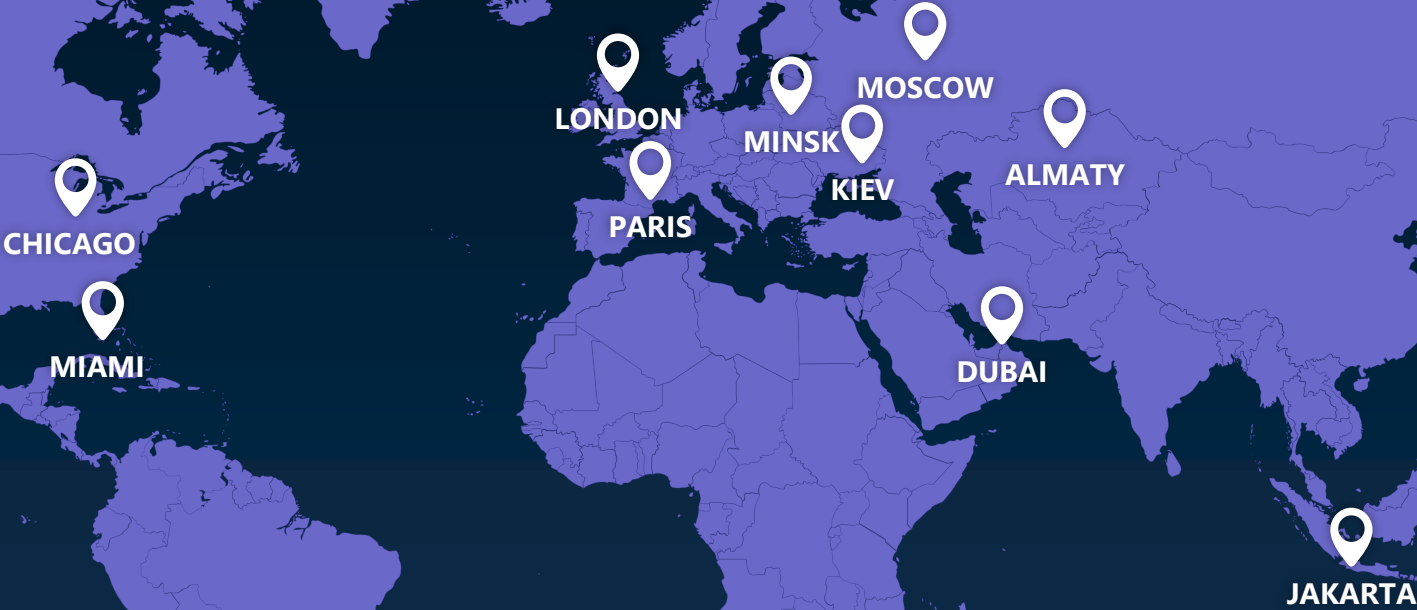 MOSCOW
LONDON
MINSK
ALMATY
KIEV
PARIS
CHICAGO
MIAMI
DUBAI
JAKARTA